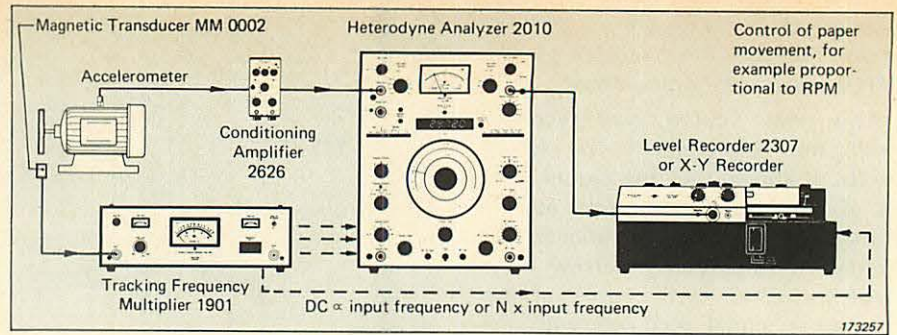 Magnetic Transducer MM 0002
Heterodyne Analyzer 2010
Control of paper
movement, for
example propor-
tional to RPM
Accelerometer
Conditioning
Amplifier
2626
Level Recorder 2307
or X-Y Recorder
Tracking Frequency
Multiplier 1901
DC ∝ input frequency or N x input frequency
173257